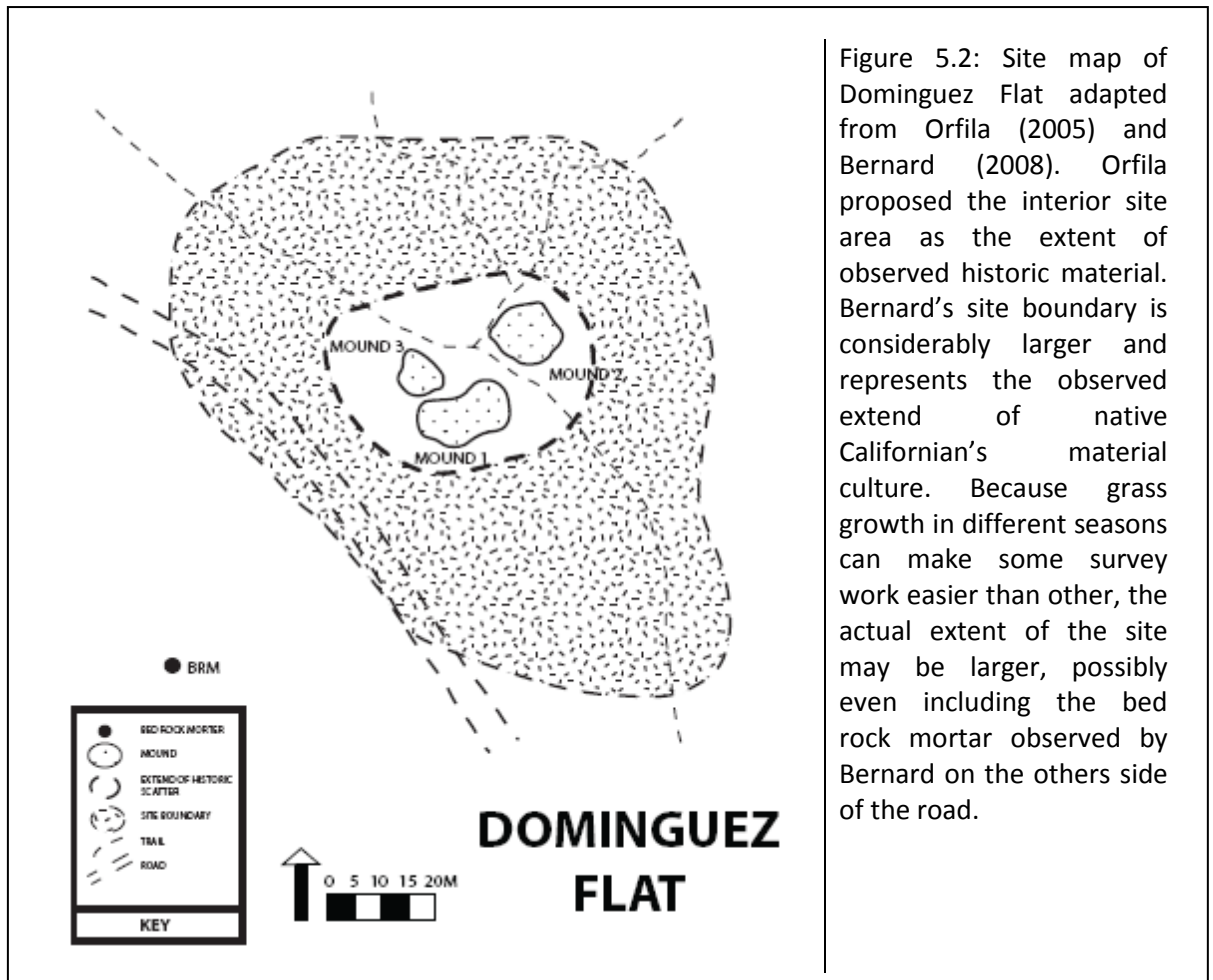 MOUND 3
MOUND 2
MOUND 1
BRM
BED ROCK MORTER
MOUND
EXTEND OF HISTORIC
SCATTER
SITE BOUNDARY
TRAIL
ROAD
KEY
0 5 10 15 20M
DOMINGUEZ
FLAT
Figure 5.2: Site map of
Dominguez Flat adapted
from Orfila (2005) and
Bernard (2008). Orfila
proposed the interior site
area as the extent of
observed historic material.
Bernard’s site boundary is
considerably larger and
represents the observed
extend of native
Californian’s material
culture. Because grass
growth in different seasons
can make some survey
work easier than other, the
actual extent of the site
may be larger, possibly
even including the bed
rock mortar observed by
Bernard on the others side
of the road.